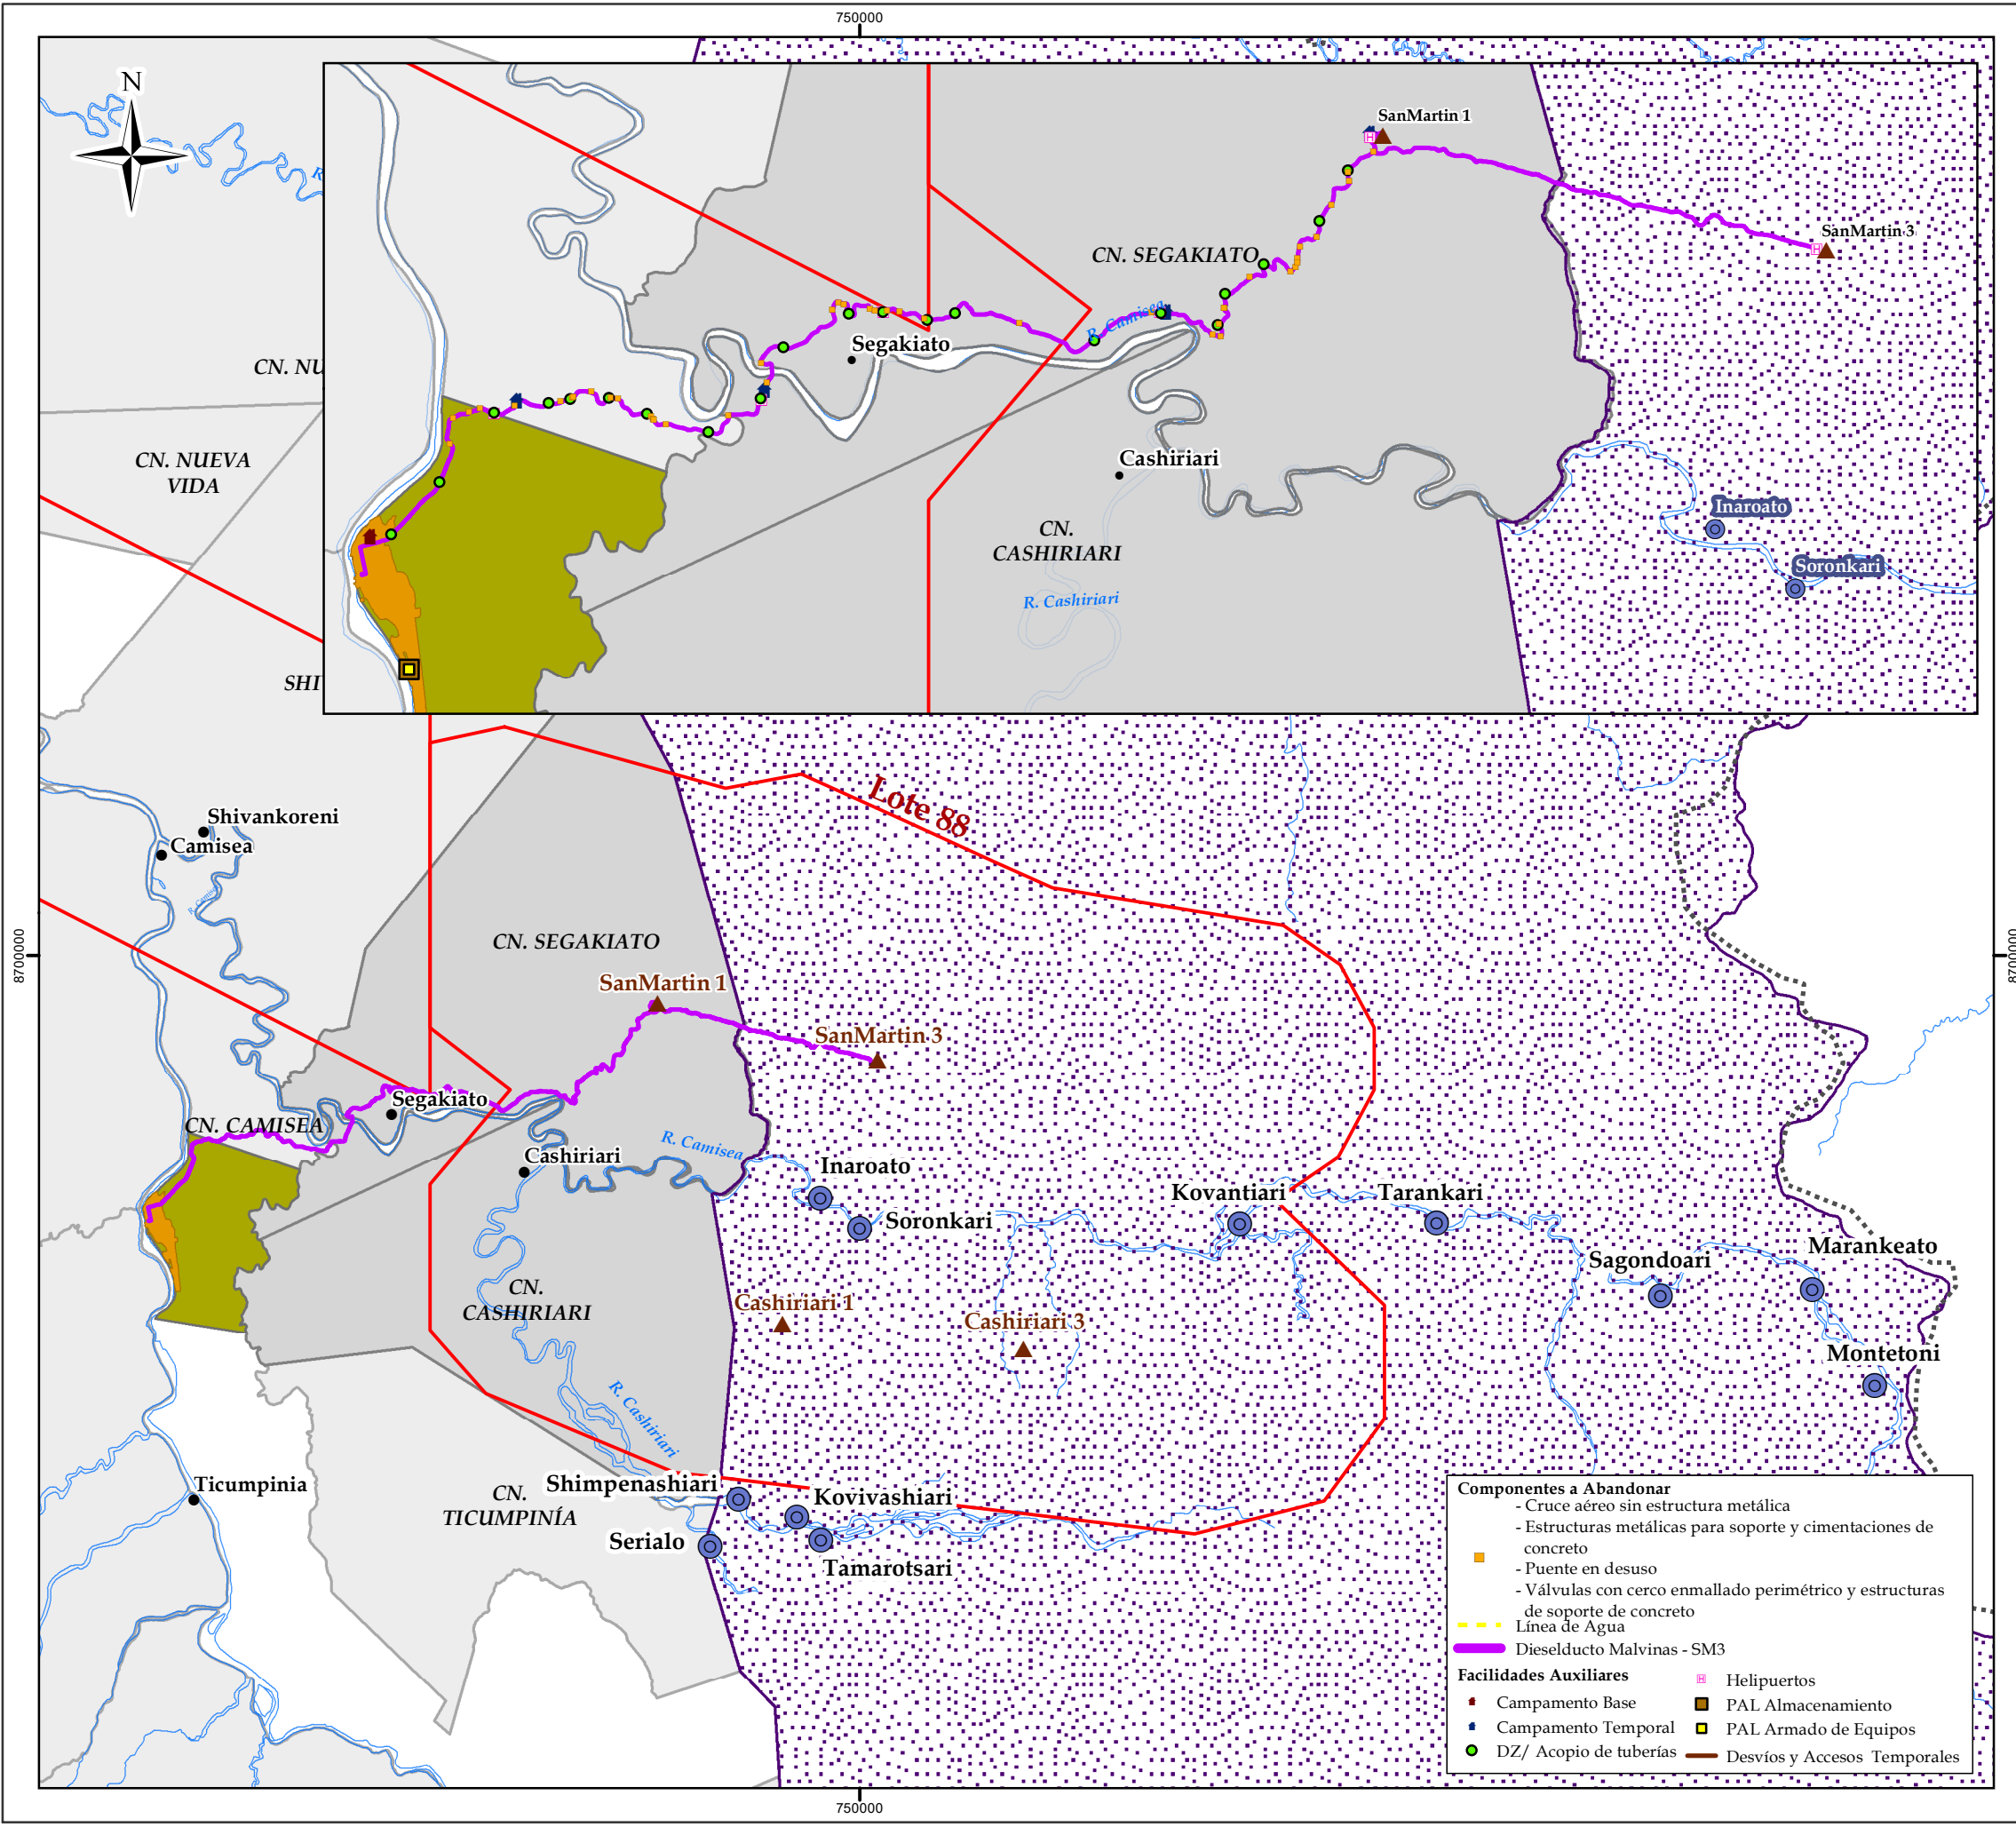 750000
N
R
SanMartin 1
SanMartin 3
CN. SEGAKIATO
R. Camisea
Segakiato
CN. NU
Cashiriari
CN. NUEVA
VIDA
Inaroato
CN.
CASHIRIARI
Soronkari
R. Cashiriari
SHI
Lote 88
Shivankoreni
Camisea
R. Camisea
CN. SEGAKIATO
8700000
8700000
SanMartin 1
SanMartin 3
Segakiato
CN. CAMISEA
R. Camisea
Cashiriari
Inaroato
Kovantiari
Tarankari
Soronkari
Marankeato
Sagondoari
CN.
CASHIRIARI
Cashiriari 1
Cashiriari 3
Montetoni
R. Cashiriari
Ticumpinia
Shimpenashiari
Kovivashiari
CN.
TICUMPINÍA
Serialo
Tamarotsari
Componentes a Abandonar
- Cruce aéreo sin estructura metálica
- Estructuras metálicas para soporte y cimentaciones de
concreto
- Puente en desuso
- Válvulas con cerco enmallado perimétrico y estructuras
de soporte de concreto
Línea de Agua
Dieselducto Malvinas - SM3
Facilidades Auxiliares
Campamento Base
Campamento Temporal
DZ/ Acopio de tuberías
H Helipuertos
PAL Almacenamiento
PAL Armado de Equipos
Desvíos y Accesos Temporales
750000